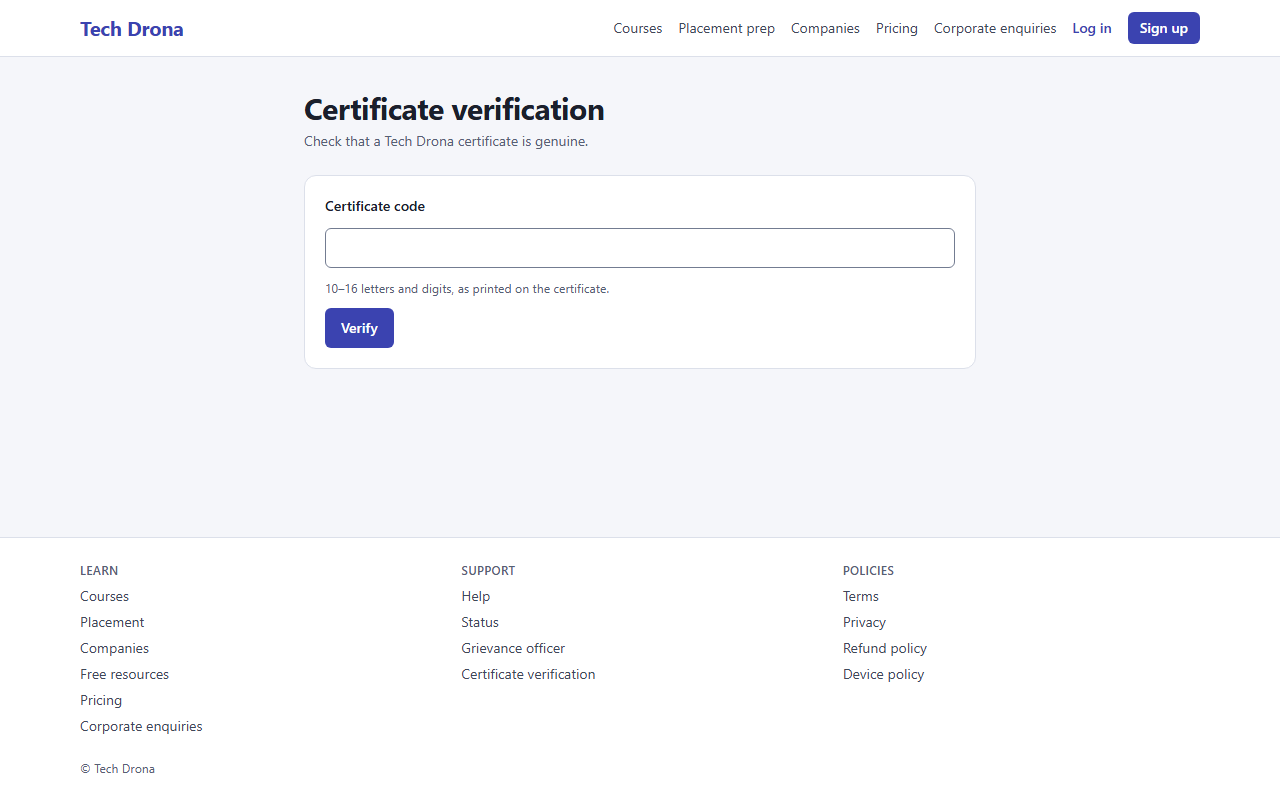 Tech Drona
Courses Placement prep Companies Pricing Corporate enquiries Log in Sign up
Certificate verification
Check that a Tech Drona certificate is genuine.
Certificate code
10–16 letters and digits, as printed on the certificate.
Verify
LEARN
Courses
Placement
Companies
Free resources
Pricing
Corporate enquiries
SUPPORT
Help
Status
Grievance officer
Certificate verification
POLICIES
Terms
Privacy
Refund policy
Device policy
© Tech Drona